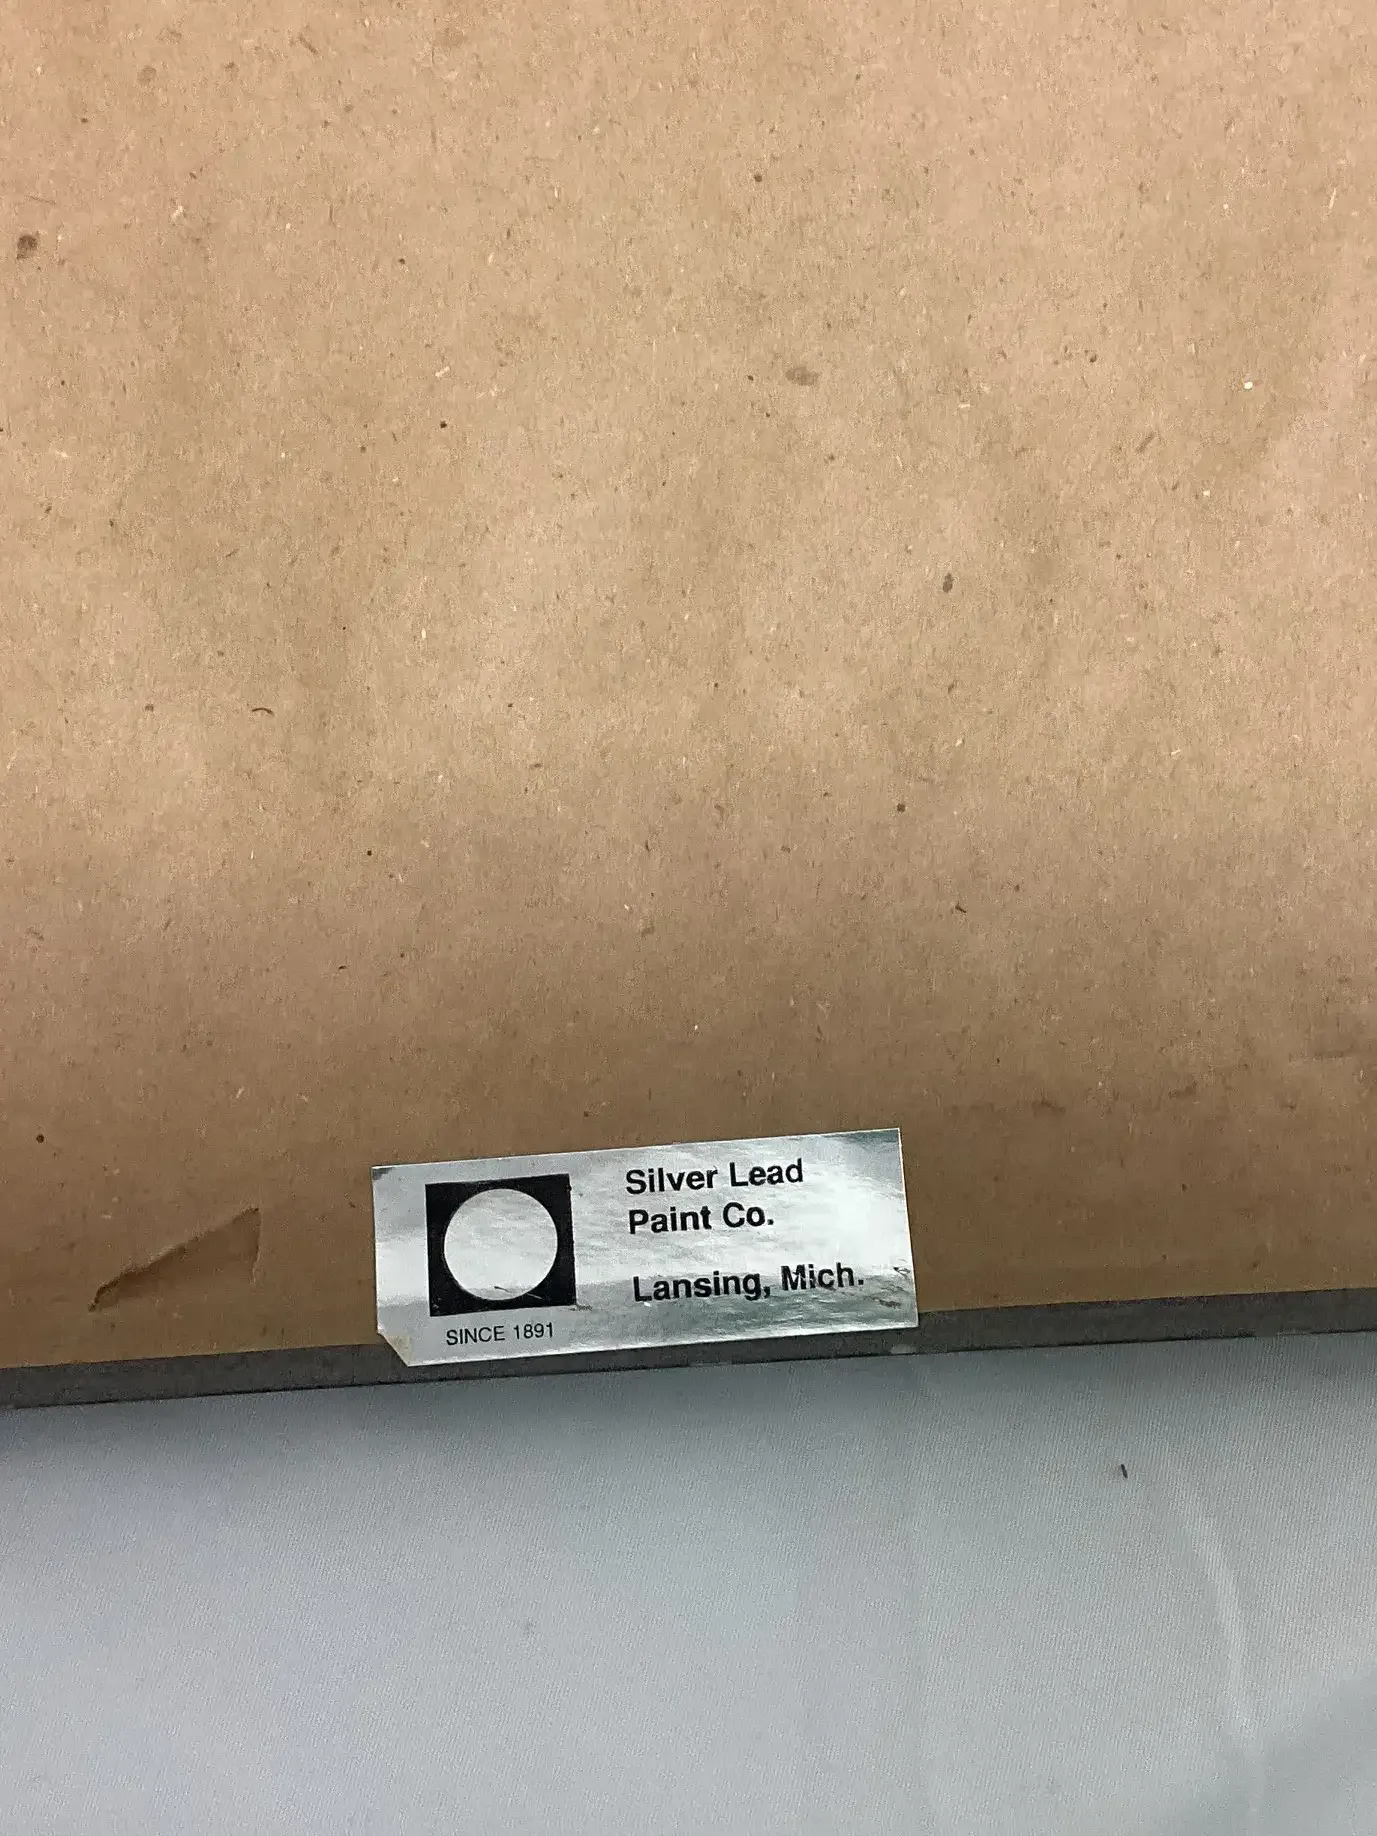 Silver Lead
Paint Co.
Lansing, Mich.
SINCE 1891